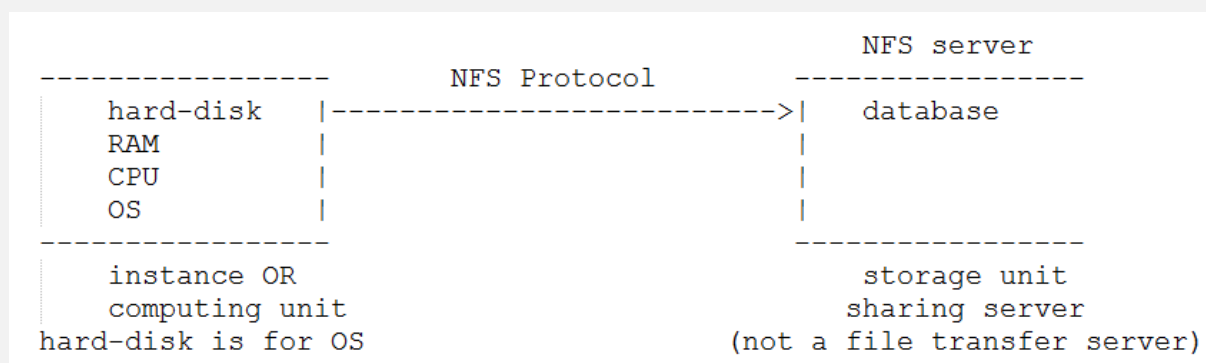 NFS server
----------------- NFS Protocol -----------------
hard-disk |-------------------------->| database
RAM | |
CPU | |
OS | |
----------------- -----------------
instance OR storage unit
computing unit sharing server
hard-disk is for OS (not a file transfer server)